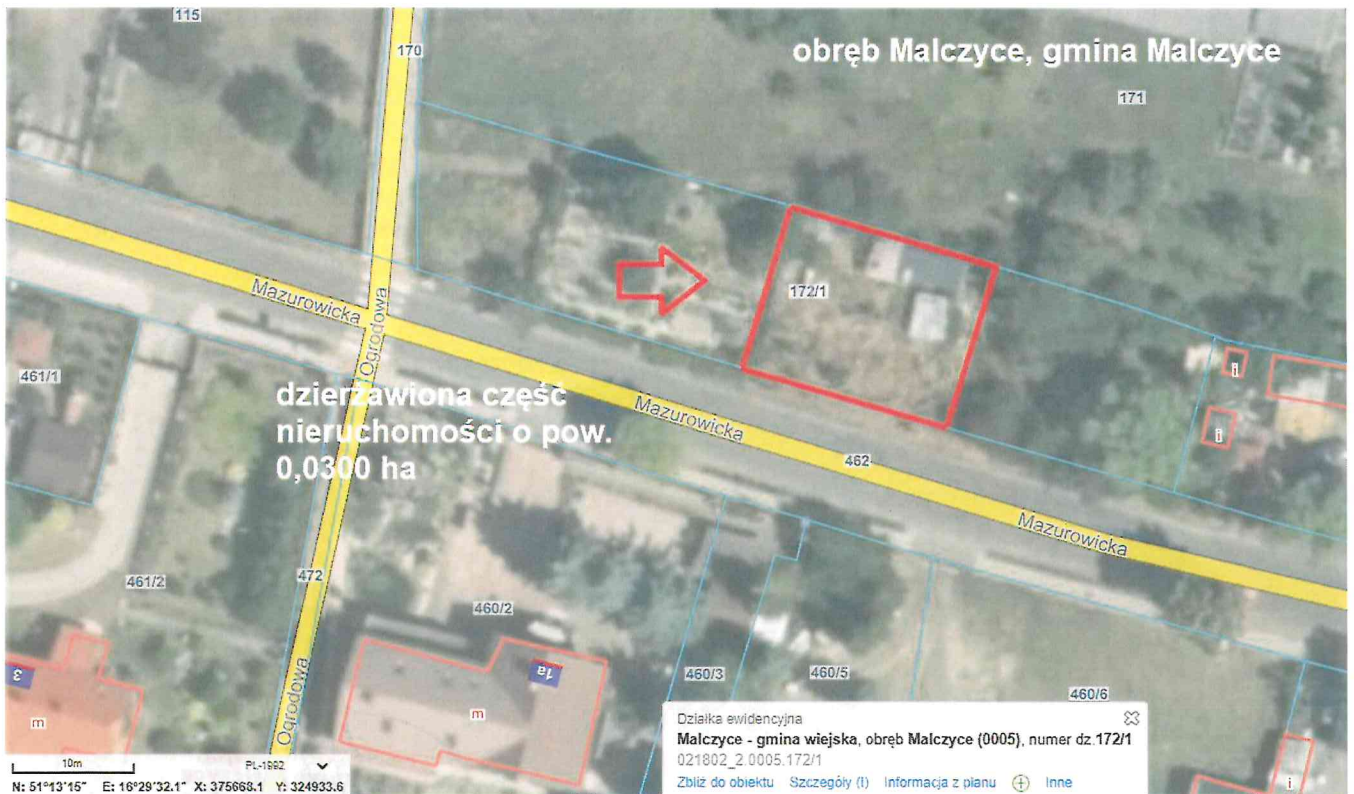 115
170
obręb Malczyce, gmina Malczyce
171
172/1
Mazurowicka
Ogrodowa
461/1
dzierżawiona część
nieruchomości o pow.
0,0300 ha
Mazurowicka
462
i
i
Mazurowicka
472
461/2
460/2
460/3
460/5
460/6
3
m
1a
m
Ogrodowa
i
Działka ewidencyjna
Malczyce - gmina wiejska, obręb Malczyce (0005), numer dz.172/1
021802_2.0005.172/1
Zbliż do obiektu Szczegóły (I) Informacja z planu Inne
10m
PL-1992
N: 51°13'15" E: 16°29'32.1" X: 375668.1 Y: 324933.6